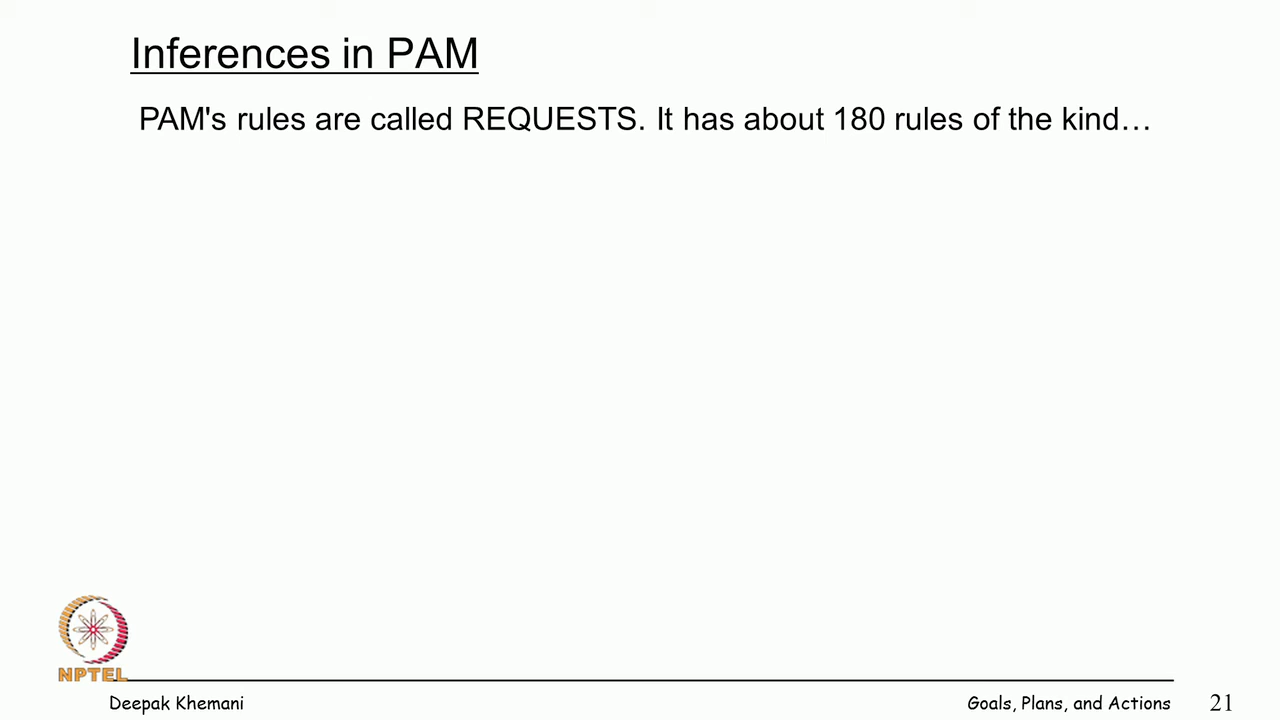 Inferences in PAM
PAM's rules are called REQUESTS. It has about 180 rules of the kind…
NPTEL
Deepak Khemani
Goals, Plans, and Actions
21